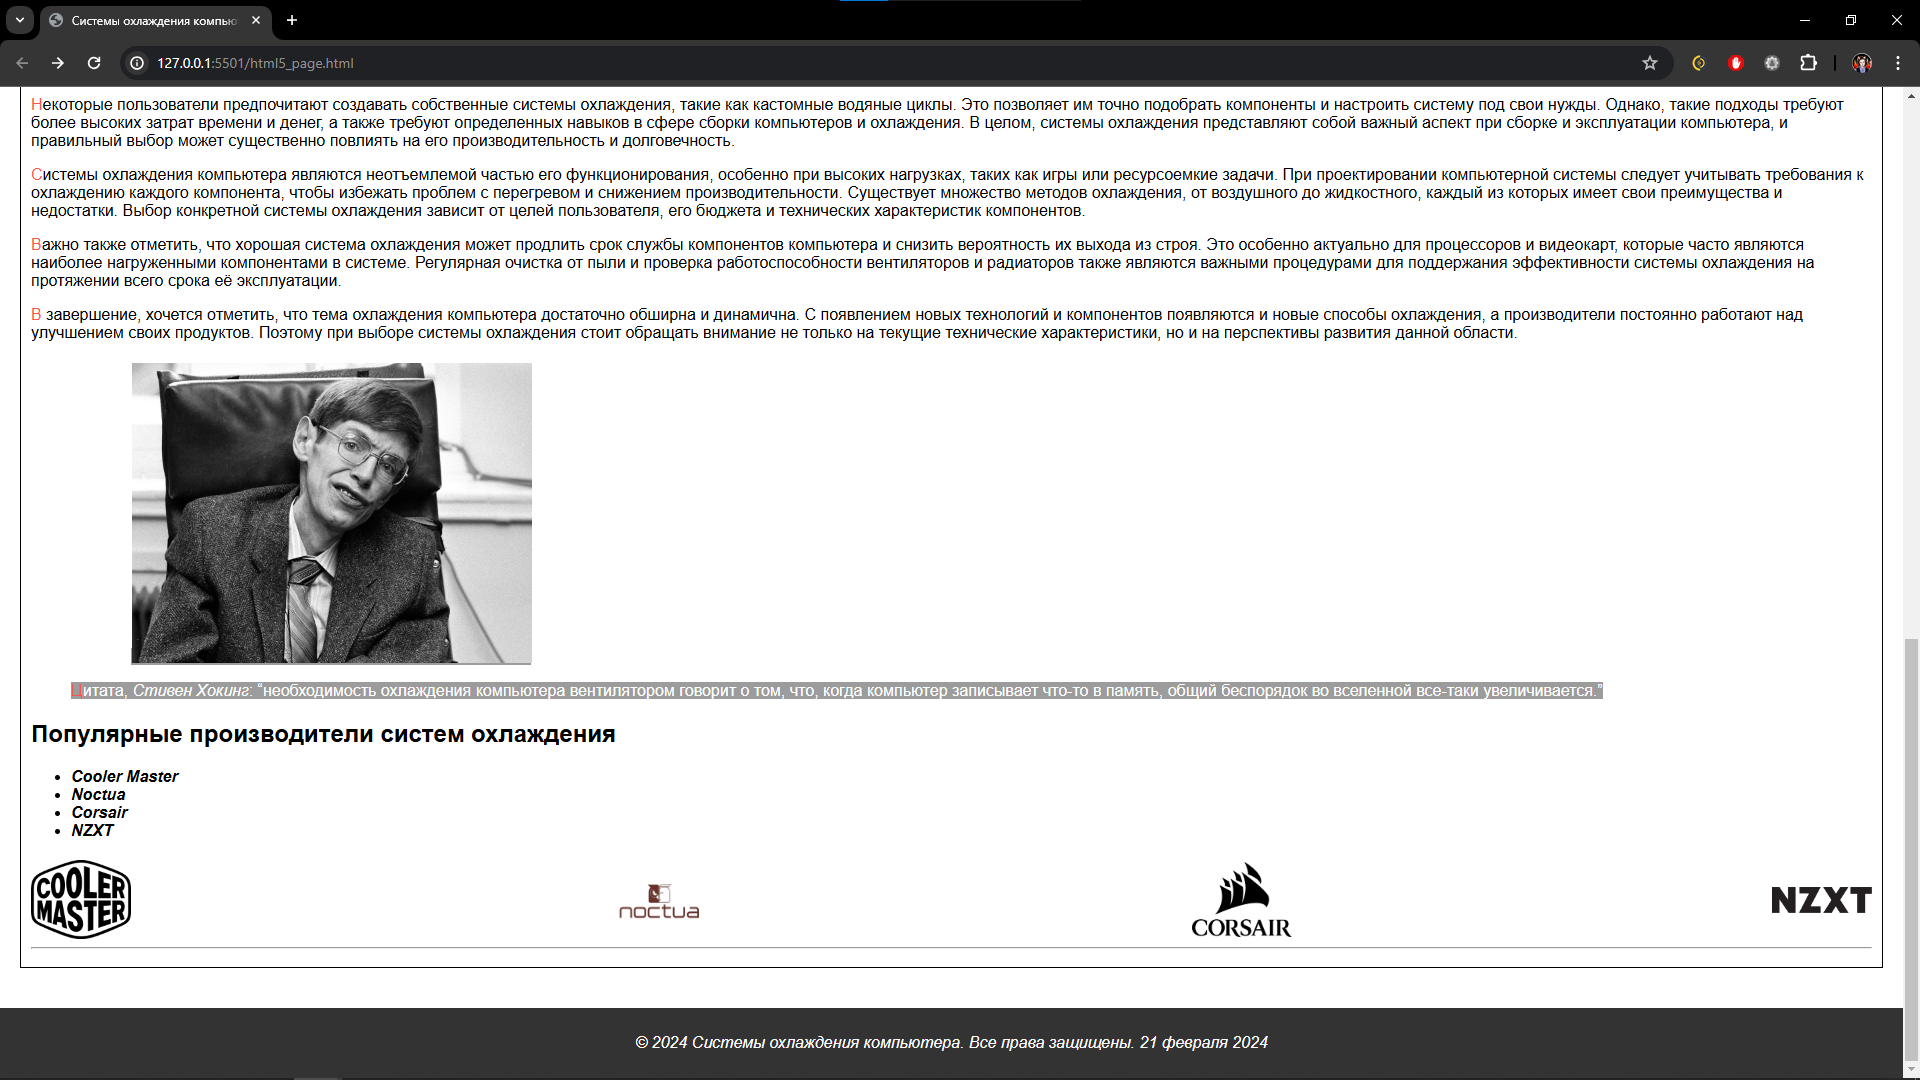 Системы охлаждения компью
127.0.0.1:5501/html5_page.html
Некоторые пользователи предпочитают создавать собственные системы охлаждения, такие как кастомные водяные циклы. Это позволяет им точно подобрать компоненты и настроить систему под свои нужды. Однако, такие подходы требуют
более высоких затрат времени и денег, а также требуют определенных навыков в сфере сборки компьютеров и охлаждения. В целом, системы охлаждения представляют собой важный аспект при сборке и эксплуатации компьютера, и
правильный выбор может существенно повлиять на его производительность и долговечность.
Системы охлаждения компьютера являются неотъемлемой частью его функционирования, особенно при высоких нагрузках, таких как игры или ресурсоемкие задачи. При проектировании компьютерной системы следует учитывать требования к
охлаждению каждого компонента, чтобы избежать проблем с перегревом и снижением производительности. Существует множество методов охлаждения, от воздушного до жидкостного, каждый из которых имеет свои преимущества и
недостатки. Выбор конкретной системы охлаждения зависит от целей пользователя, его бюджета и технических характеристик компонентов.
Важно также отметить, что хорошая система охлаждения может продлить срок службы компонентов компьютера и снизить вероятность их выхода из строя. Это особенно актуально для процессоров и видеокарт, которые часто являются
наиболее нагруженными компонентами в системе. Регулярная очистка от пыли и проверка работоспособности вентиляторов и радиаторов также являются важными процедурами для поддержания эффективности системы охлаждения на
протяжении всего срока её эксплуатации.
В завершение, хочется отметить, что тема охлаждения компьютера достаточно обширна и динамична. С появлением новых технологий и компонентов появляются и новые способы охлаждения, а производители постоянно работают над
улучшением своих продуктов. Поэтому при выборе системы охлаждения стоит обращать внимание не только на текущие технические характеристики, но и на перспективы развития данной области.
Цитата, Стивен Хокинг: “необходимость охлаждения компьютера вентилятором говорит о том, что, когда компьютер записывает что-то в память, общий беспорядок во вселенной все-таки увеличивается.”
Популярные производители систем охлаждения
• Cooler Master
• Noctua
• Corsair
• NZXT
COOLER
MASTER
noctua
CORSAIR
NZXT
© 2024 Системы охлаждения компьютера. Все права защищены. 21 февраля 2024